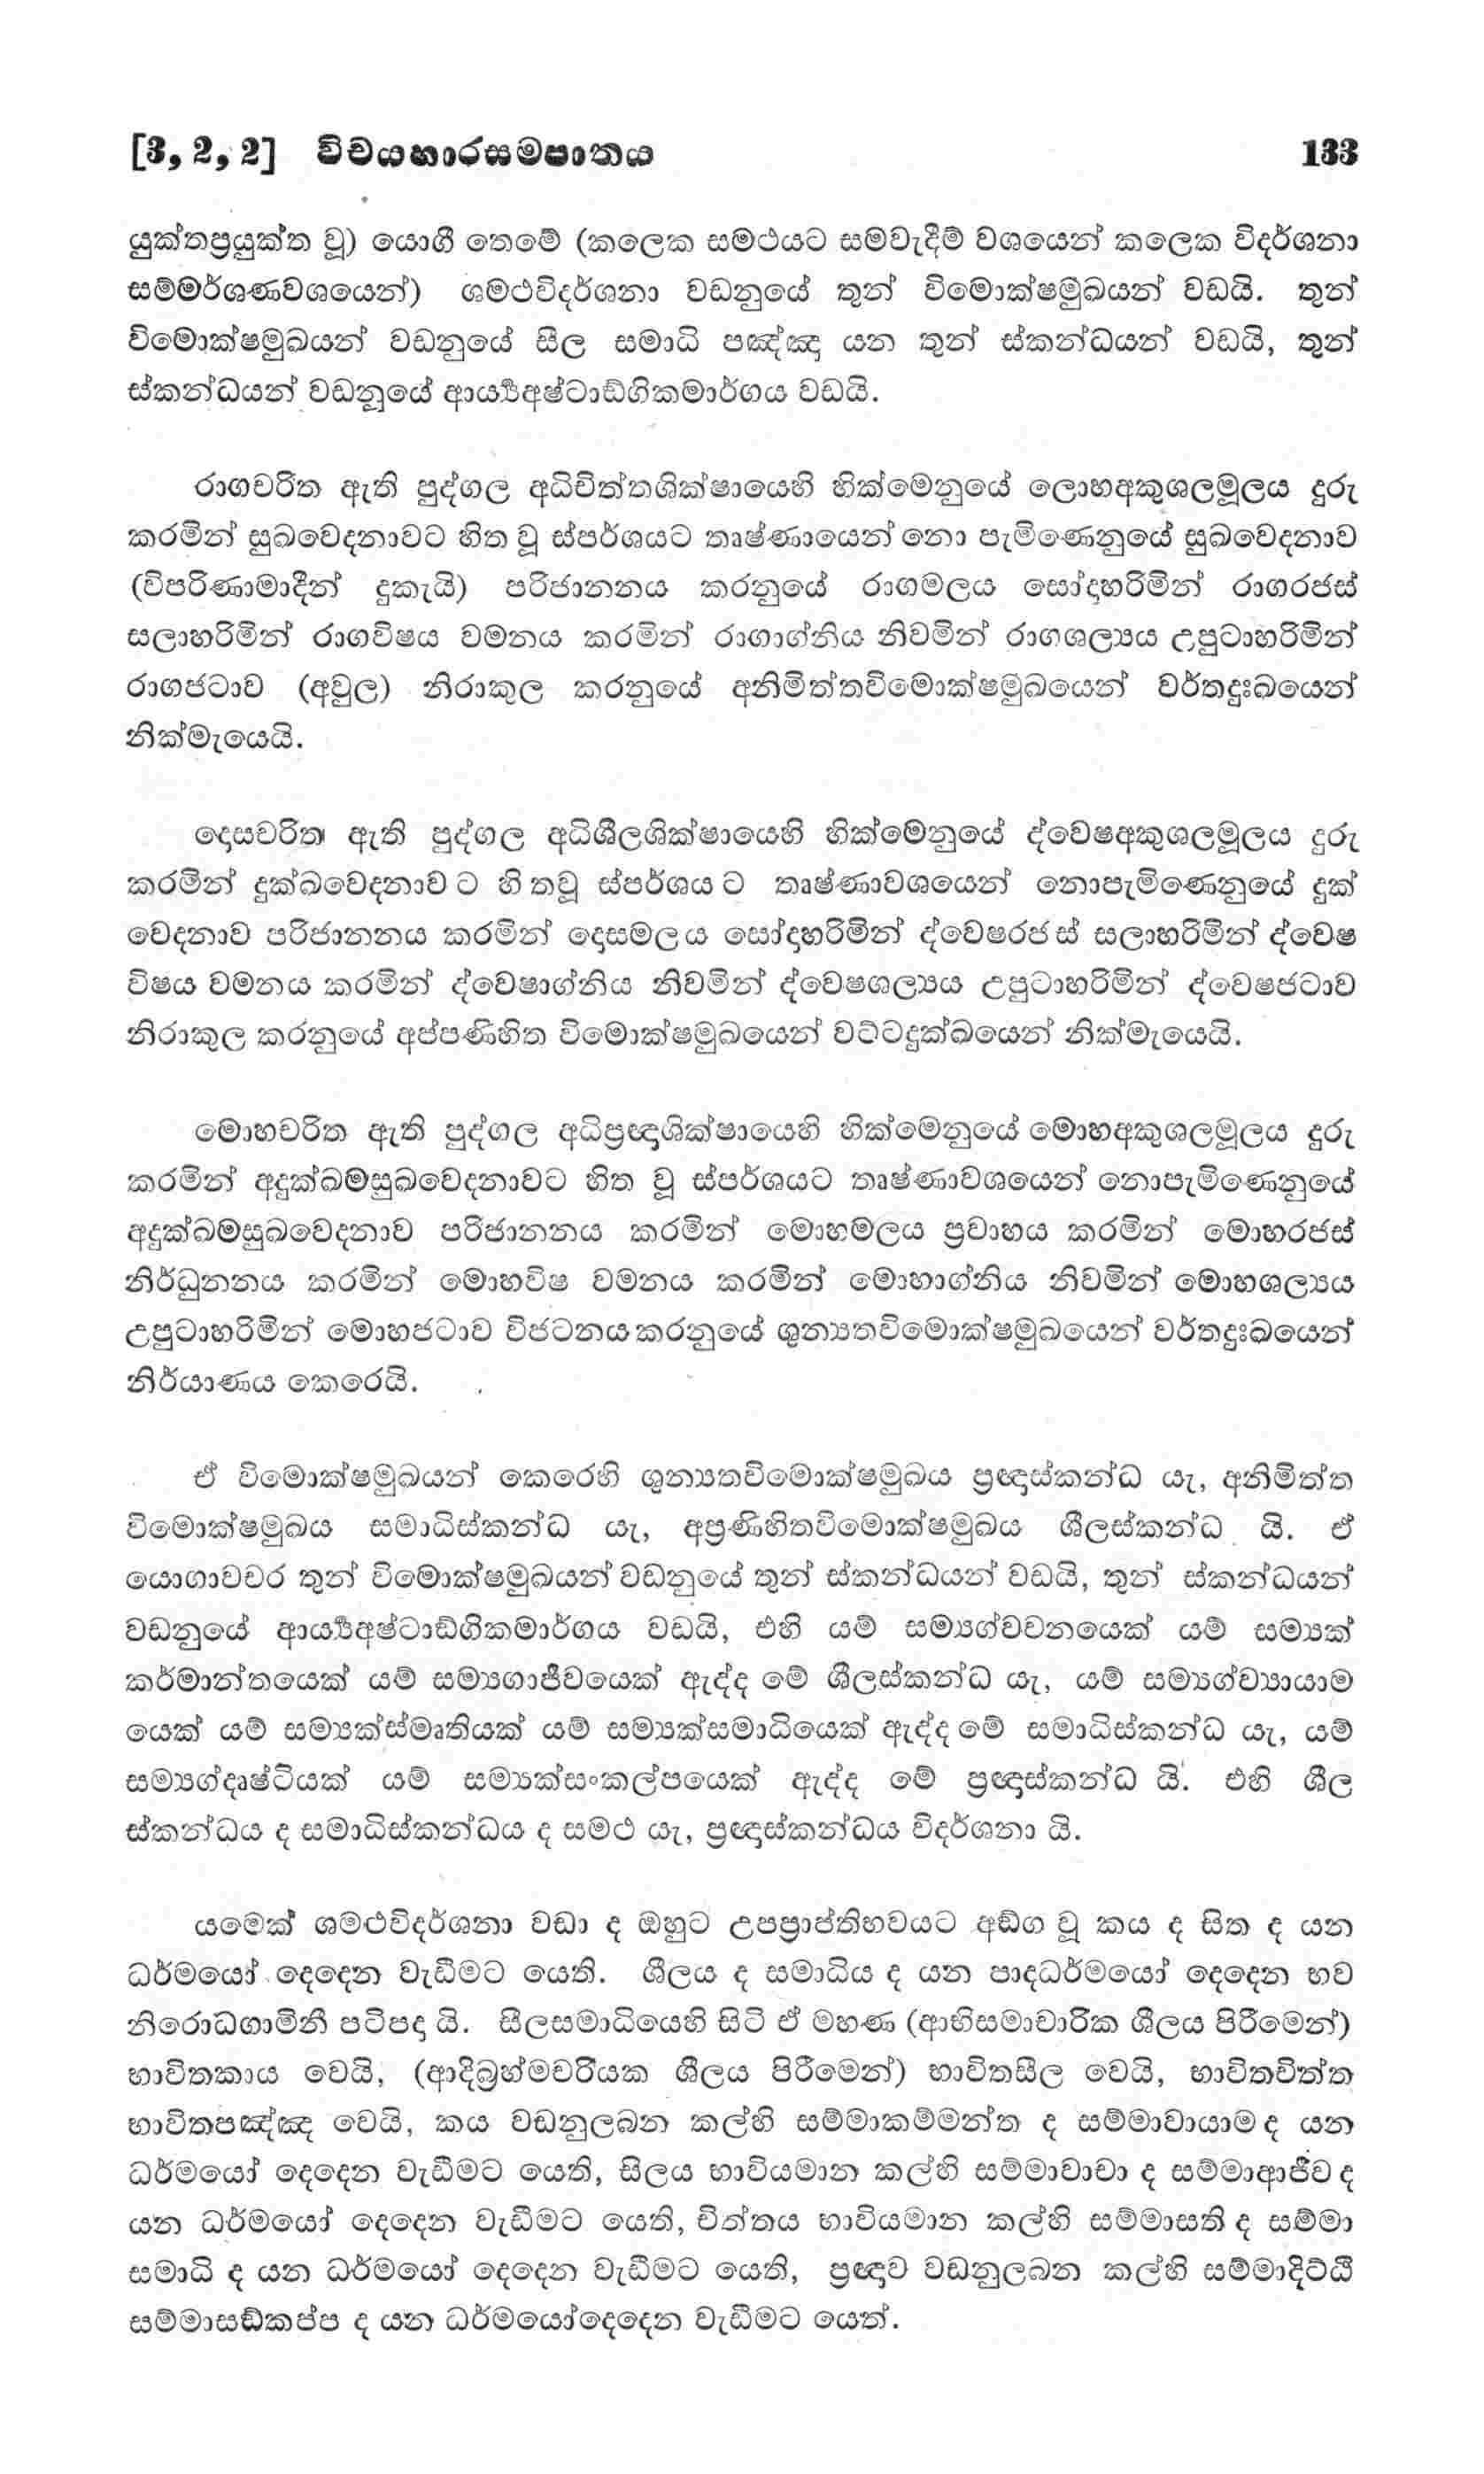 [3, 2, 2] විචයහාරසම්පාතය 133
යුක්තප්‍රයුක්ත වූ) යොගී තෙමේ (කලෙක සමථයට සමවැදීම් වශයෙන් කලෙක විදර්ශනා
සම්මර්ශණවශයෙන්) ශමථවිදර්ශනා වඩනුයේ තුන් විමොක්ෂමුඛයන් වඩයි. තුන්
විමොක්ෂමුඛයන් වඩනුයේ සීල සමාධි පඤ්ඤා යන තුන් ස්කන්ධයන් වඩයි, තුන්
ස්කන්ධයන් වඩනුයේ ආර්‍ය්‍යඅෂ්ටාඞ්ගිකමාර්ගය වඩයි.
රාගචරිත ඇති පුද්ගල අධිචිත්තශික්ෂායෙහි හික්මෙනුයේ ලොභඅකුශලමූලය දුරු
කරමින් සුඛවෙදනාවට හිත වූ ස්පර්ශයට තෘෂ්ණායෙන් නො පැමිණෙනුයේ සුඛවෙදනාව
(විපරිණාමාදීන් දුකැයි) පරිජානනය කරනුයේ රාගමලය සෝදාහරිමින් රාගරජස්
සලාහරිමින් රාගවිෂය වමනය කරමින් රාගාග්නිය නිවමින් රාගශල්‍යය උපුටාහරිමින්
රාගජටාව (අවුල) නිරාකුල කරනුයේ අනිමිත්තවිමොක්ෂමුඛයෙන් වර්තදුඃඛයෙන්
නික්මැයෙයි.
දොසචරිත ඇති පුද්ගල අධිශීලශික්ෂායෙහි හික්මෙනුයේ ද්වෙෂඅකුශලමූලය දුරු
කරමින් දුක්ඛවෙදනාව ට හි තවූ ස්පර්ශය ට තෘෂ්ණාවශයෙන් නොපැමිණෙනුයේ දුක්
වෙදනාව පරිජානනය කරමින් දොසමලය සෝදාහරිමින් ද්වෙෂරජස් සලාහරිමින් ද්වෙෂ
විෂය වමනය කරමින් ද්වෙෂාග්නිය නිවමින් ද්වෙෂශල්‍යය උපුටාහරිමින් ද්වෙෂජටාව
නිරාකුල කරනුයේ අප්පණිහිත විමොක්ෂමුඛයෙන් වට්ටදුක්ඛයෙන් නික්මැයෙයි.
මොහචරිත ඇති පුද්ගල අධිප්‍රඥාශික්ෂායෙහි හික්මෙනුයේ මොහඅකුශලමූලය දුරු
කරමින් අදුක්ඛමසුඛවෙදනාවට හිත වූ ස්පර්ශයට තෘෂ්ණාවශයෙන් නොපැමිණෙනුයේ
අදුක්ඛමසුඛවෙදනාව පරිජානනය කරමින් මොහමලය ප්‍රවාහය කරමින් මොහරජස්
නිර්ධුනනය කරමින් මොහවිෂ වමනය කරමින් මොහාග්නිය නිවමින් මොහශල්‍යය
උපුටාහරිමින් මොහජටාව විජටනය කරනුයේ ශුන්‍යතවිමොක්ෂමුඛයෙන් වර්තදුඃඛයෙන්
නිර්යාණය කෙරෙයි.
ඒ විමොක්ෂමුඛයන් කෙරෙහි ශුන්‍යතවිමොක්ෂමුඛය ප්‍රඥාස්කන්ධ යැ, අනිමිත්ත
විමොක්ෂමුඛය සමාධිස්කන්ධ යැ, අප්‍රණිහිතවිමොක්ෂමුඛය ශීලස්කන්ධ යි. ඒ
යොගාවචර තුන් විමොක්ෂමුඛයන් වඩනුයේ තුන් ස්කන්ධයන් වඩයි, තුන් ස්කන්ධයන්
වඩනුයේ ආර්‍ය්‍යඅෂ්ටාඞ්ගිකමාර්ගය වඩයි, එහි යම් සම්‍යග්වචනයෙක් යම් සම්‍යක්
කර්මාන්තයෙක් යම් සම්‍යගාජීවයෙක් ඇද්ද මේ ශීලස්කන්ධ යැ, යම් සම්‍යග්ව්‍යායාම
යෙක් යම් සම්‍යක්ස්මෘතියක් යම් සම්‍යක්සමාධියෙක් ඇද්ද මේ සමාධිස්කන්ධ යැ, යම්
සම්‍යග්දෘෂ්ටියක් යම් සම්‍යක්සංකල්පයෙක් ඇද්ද මේ ප්‍රඥාස්කන්ධ යි. එහි ශීල
ස්කන්ධය ද සමාධිස්කන්ධය ද සමථ යැ, ප්‍රඥාස්කන්ධය විදර්ශනා යි.
යමෙක් ශමථවිදර්ශනා වඩා ද ඔහුට උපප්‍රාප්තිභවයට අඞ්ග වූ කය ද සිත ද යන
ධර්මයෝ දෙදෙන වැඩීමට යෙති. ශීලය ද සමාධිය ද යන පාදධර්මයෝ දෙදෙන භව
නිරොධගාමිනී පටිපදා යි. සීලසමාධියෙහි සිටි ඒ මහණ (ආභිසමාචාරික ශීලය පිරීමෙන්)
භාවිතකාය වෙයි, (ආදිබ්‍රහ්මචරියක ශීලය පිරීමෙන්) භාවිතසීල වෙයි, භාවිතචිත්ත
භාවිතපඤ්ඤ වෙයි, කය වඩනුලබන කල්හි සම්මාකම්මන්ත ද සම්මාවායාම ද යන
ධර්මයෝ දෙදෙන වැඩීමට යෙති, සිලය භාවියමාන කල්හි සම්මාවාචා ද සම්මාආජීව ද
යන ධර්මයෝ දෙදෙන වැඩීමට යෙති, චිත්තය භාවියමාන කල්හි සම්මාසති ද සම්මා
සමාධි ද යන ධර්මයෝ දෙදෙන වැඩීමට යෙති, ප්‍රඥාව වඩනුලබන කල්හි සම්මාදිට්ඨි
සම්මාසඞ්කප්ප ද යන ධර්මයෝදෙදෙන වැඩීමට යෙත්.